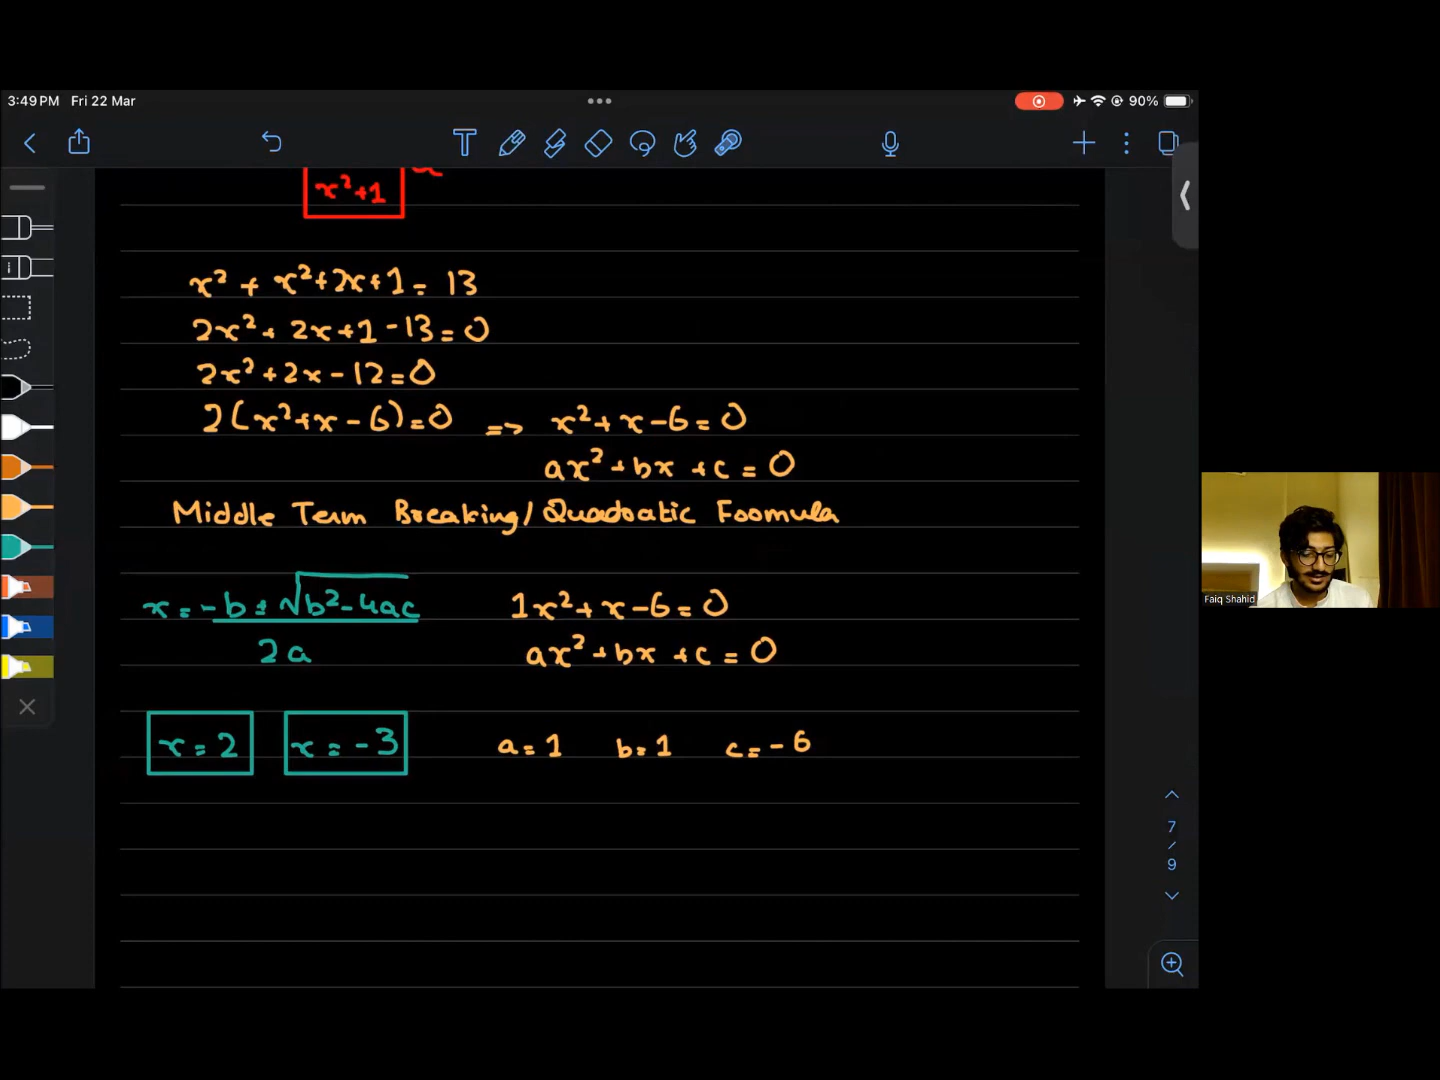 3:49 PM Fri 22 Mar
90%
T
x²+1
x² + x²+2x+1 = 13
2x² + 2x+1 -13 = 0
2x² + 2x - 12 = 0
2(x²+x - 6) = 0 => x² + x - 6 = 0
ax² + bx + c = 0
Middle Term Breaking / Quadratic Formula
x = -b ± √b² - 4ac 1x² + x - 6 = 0
2a ax² + bx + c = 0
x = 2 x = -3 a = 1 b = 1 c = - 6
7
/
9
Faiq Shahid